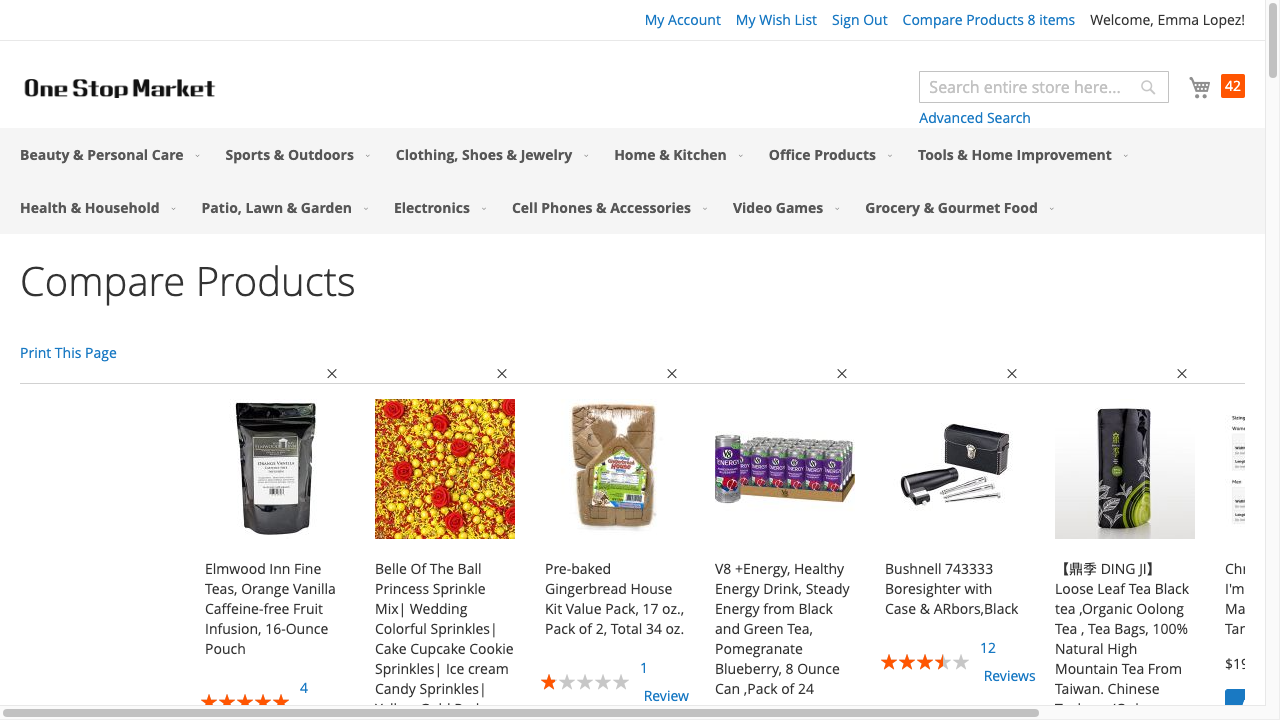 My Account My Wish List Sign Out Compare Products 8 items Welcome, Emma Lopez!
One Stop Market
Search entire store here...
42
Advanced Search
Beauty & Personal Care Sports & Outdoors Clothing, Shoes & Jewelry Home & Kitchen Office Products Tools & Home Improvement
Health & Household Patio, Lawn & Garden Electronics Cell Phones & Accessories Video Games Grocery & Gourmet Food
Compare Products
Print This Page
Elmwood Inn Fine
Teas, Orange Vanilla
Caffeine-free Fruit
Infusion, 16-Ounce
Pouch
4
Belle Of The Ball
Princess Sprinkle
Mix| Wedding
Colorful Sprinkles|
Cake Cupcake Cookie
Sprinkles| Ice cream
Candy Sprinkles|
Pre-baked
Gingerbread House
Kit Value Pack, 17 oz.,
Pack of 2, Total 34 oz.
1
Review
V8 +Energy, Healthy
Energy Drink, Steady
Energy from Black
and Green Tea,
Pomegranate
Blueberry, 8 Ounce
Can ,Pack of 24
Bushnell 743333
Boresighter with
Case & ARbors,Black
12
Reviews
【鼎季 DING JI】
Loose Leaf Tea Black
tea ,Organic Oolong
Tea , Tea Bags, 100%
Natural High
Mountain Tea From
Taiwan. Chinese
Chr
I'm
Ma
Tar
$19